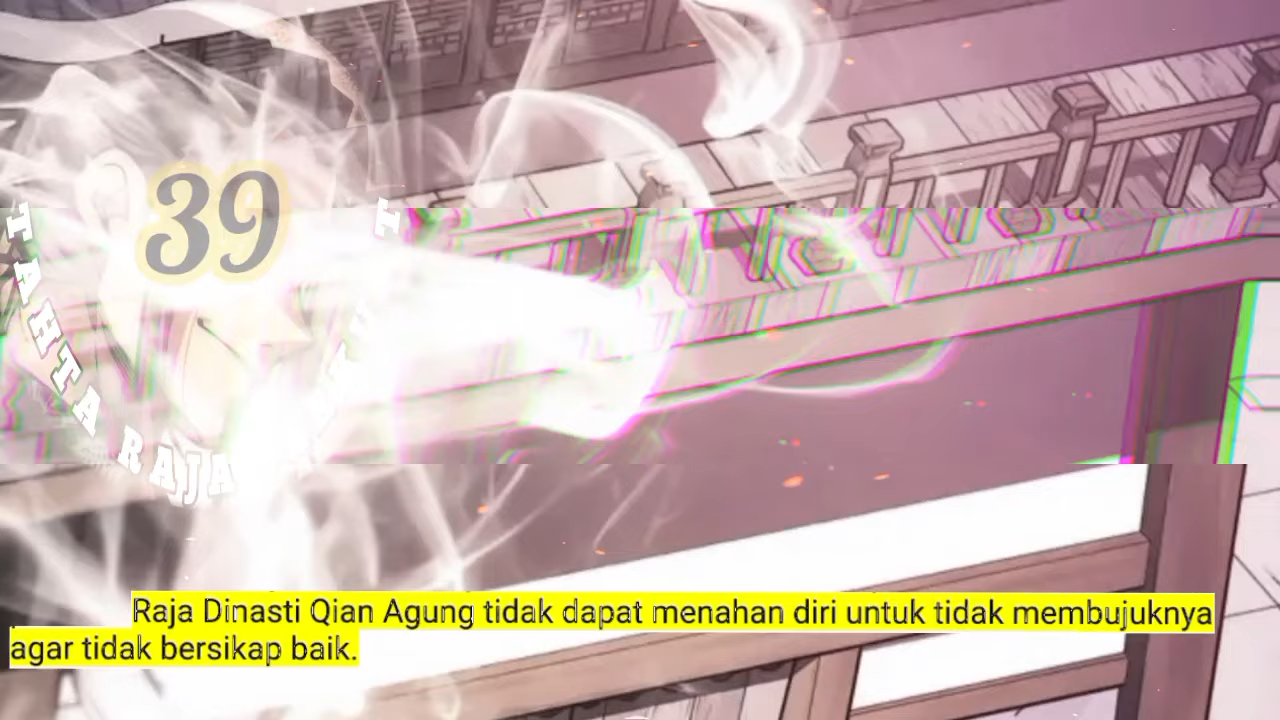 39
TAHTA RAJA
Raja Dinasti Qian Agung tidak dapat menahan diri untuk tidak membujuknya
agar tidak bersikap baik.